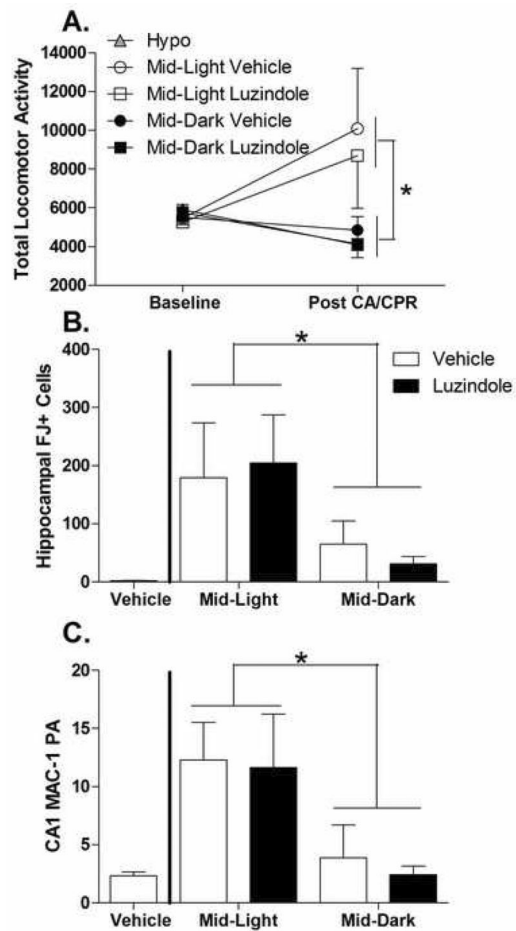 A.
Hypo
Mid-Light Vehicle
Mid-Light Luzindole
Mid-Dark Vehicle
Mid-Dark Luzindole
Total Locomotor Activity
14000
12000
10000
8000
6000
4000
2000
*
Baseline
Post CA/CPR
B.
Vehicle
Luzindole
Hippocampal FJ+ Cells
400
300
200
100
0
*
Vehicle
Mid-Light
Mid-Dark
C.
CA1 MAC-1 PA
20
15
10
5
0
*
Vehicle
Mid-Light
Mid-Dark